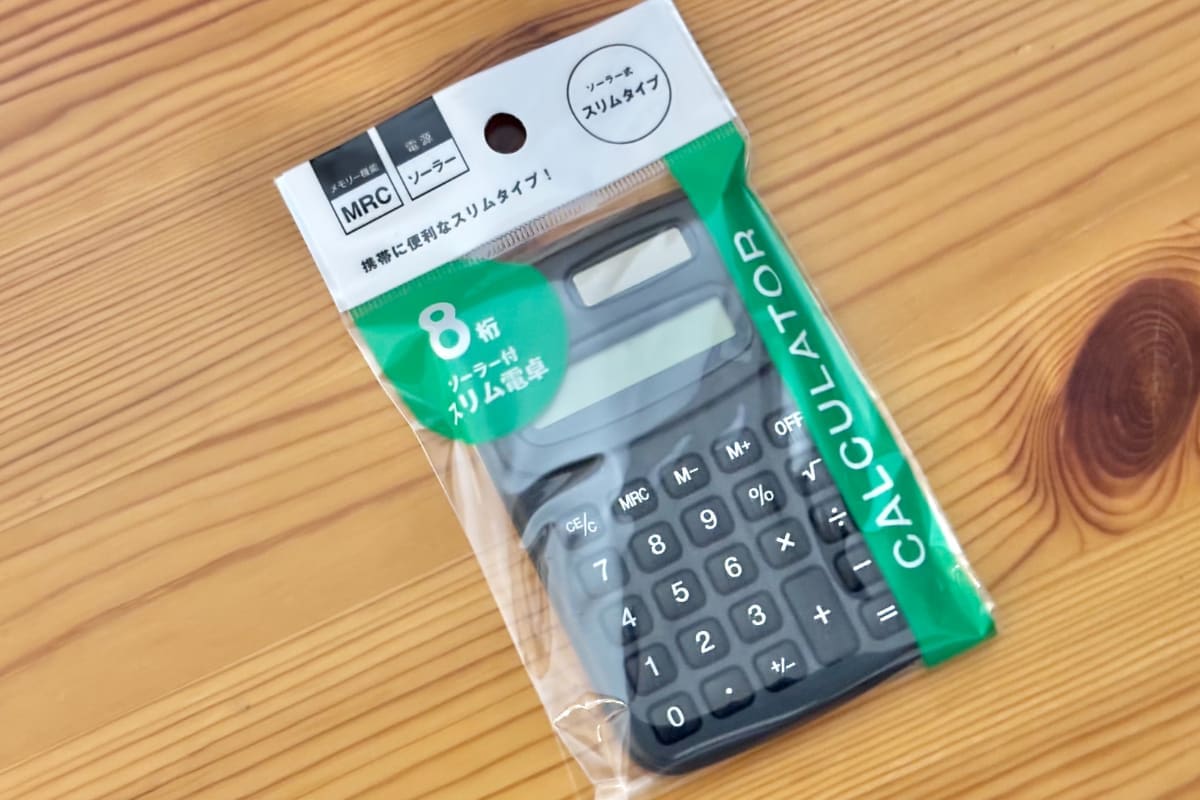 メモリー機能
MRC
電源
ソーラー
ソーラー式
スリムタイプ
携帯に便利なスリムタイプ！
8桁
ソーラー付
スリム電卓
CALCULATOR
CE/C MRC M− M+ OFF
7 8 9 % √
4 5 6 × ÷
1 2 3 + −
0 . +/− =